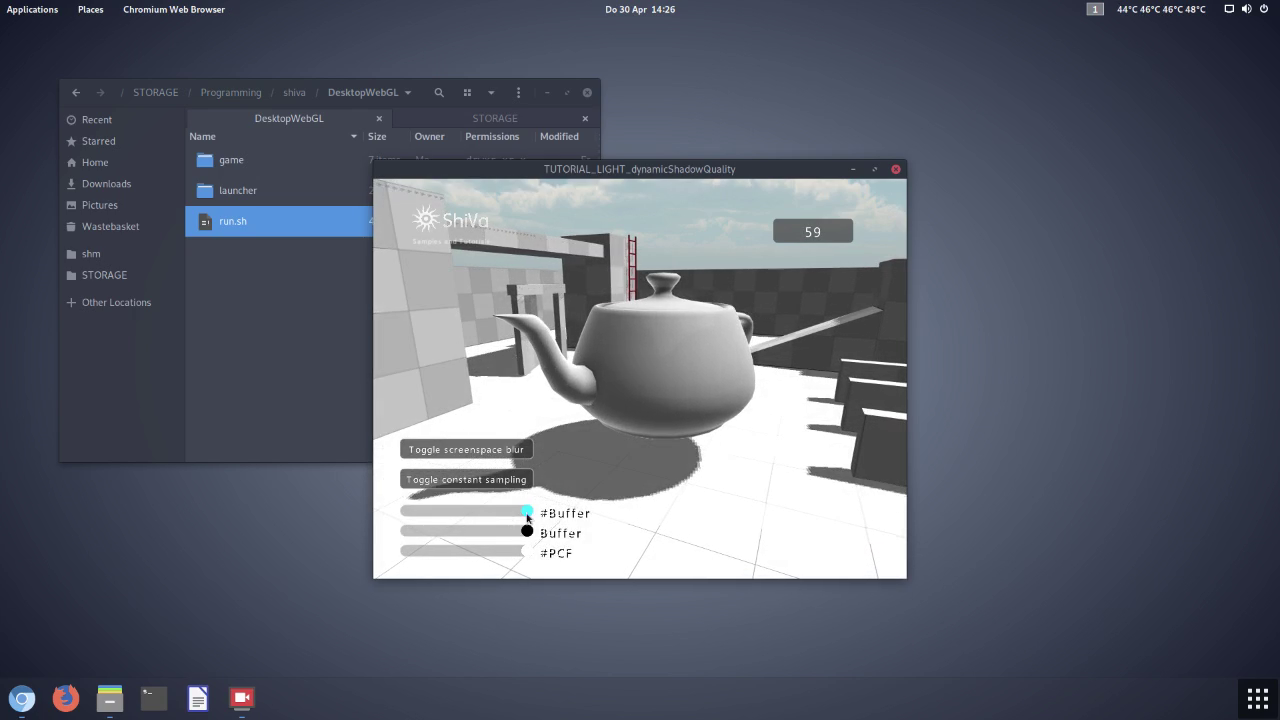 Applications Places Chromium Web Browser Do 30 Apr 14:26 1 44°C 46°C 46°C 48°C
/ STORAGE / Programming / shiva / DesktopWebGL
DesktopWebGL STORAGE
Name Size Owner Permissions Modified
Recent
Starred
Home
Downloads
Pictures
Wastebasket
shm
STORAGE
Other Locations
game
launcher
run.sh
TUTORIAL_LIGHT_dynamicShadowQuality
ShiVa
Samples and
59
Toggle screenspace blur
Toggle constant sampling
#Buffer
Buffer
#PCF